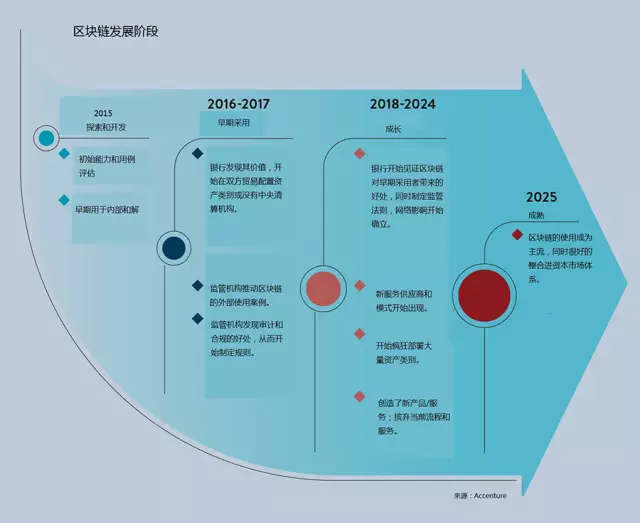 区块链发展阶段
2015
探索和开发
初始能力和用例
评估
早期用于内部和解
2016-2017
早期采用
银行发现其价值，开
始在双方贸易配置资
产类别或没有中央清
算机构。
监管机构推动区块链
的外部使用案例。
监管机构发现审计和
合规的好处，从而开
始制定规则。
2018-2024
成长
银行开始见证区块链
对早期采用者带来的
好处，同时制定监管
法则，网络影响开始
确立。
新服务供应商和
模式开始出现。
开始疯狂部署大
量资产类别。
创造了新产品/服
务；摈弃当前流程和
服务。
2025
成熟
区块链的使用成为
主流，同时很好的
整合进资本市场体
系。
来源：Accenture